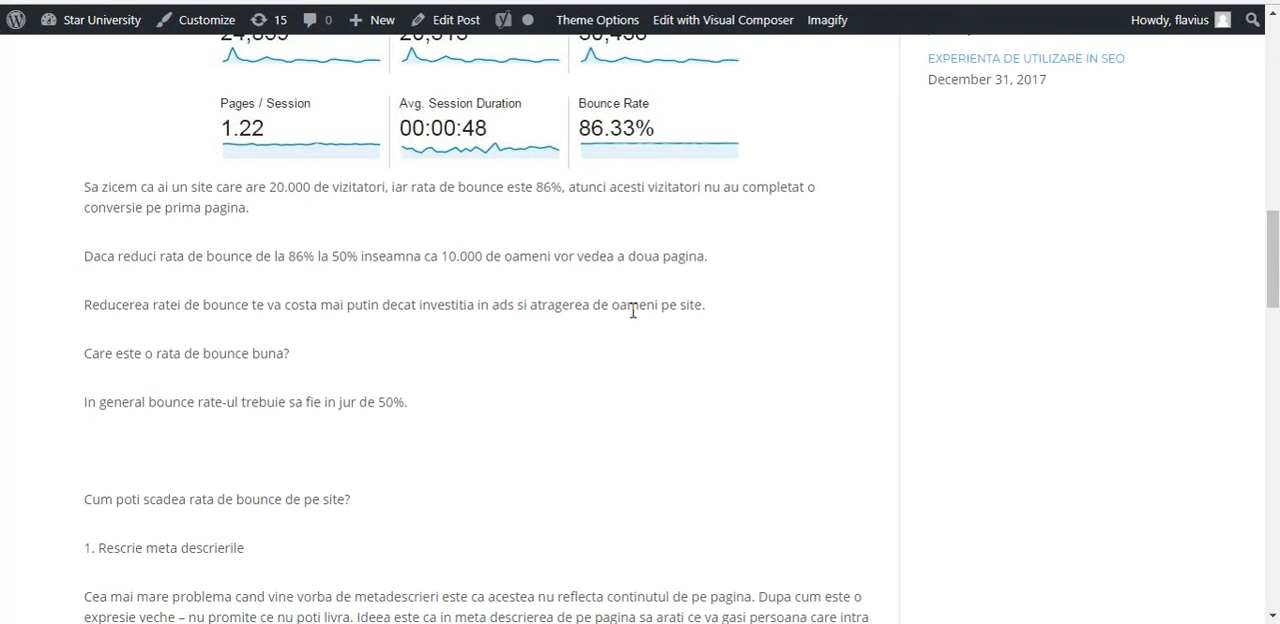 Star University Customize 15 0 New Edit Post Theme Options Edit with Visual Composer Imagify Howdy, flavius
EXPERIENTA DE UTILIZARE IN SEO
December 31, 2017
Pages / Session Avg. Session Duration Bounce Rate
1.22 00:00:48 86.33%
Sa zicem ca ai un site care are 20.000 de vizitatori, iar rata de bounce este 86%, atunci acesti vizitatori nu au completat o
conversie pe prima pagina.
Daca reduci rata de bounce de la 86% la 50% inseamna ca 10.000 de oameni vor vedea a doua pagina.
Reducerea ratei de bounce te va costa mai putin decat investitia in ads si atragerea de oameni pe site.
Care este o rata de bounce buna?
In general bounce rate-ul trebuie sa fie in jur de 50%.
Cum poti scadea rata de bounce de pe site?
1. Rescrie meta descrierile
Cea mai mare problema cand vine vorba de metadescrieri este ca acestea nu reflecta continutul de pe pagina. Dupa cum este o
expresie veche – nu promite ce nu poti livra. Ideea este ca in meta descrierea de pe pagina sa arati ce va gasi persoana care intra